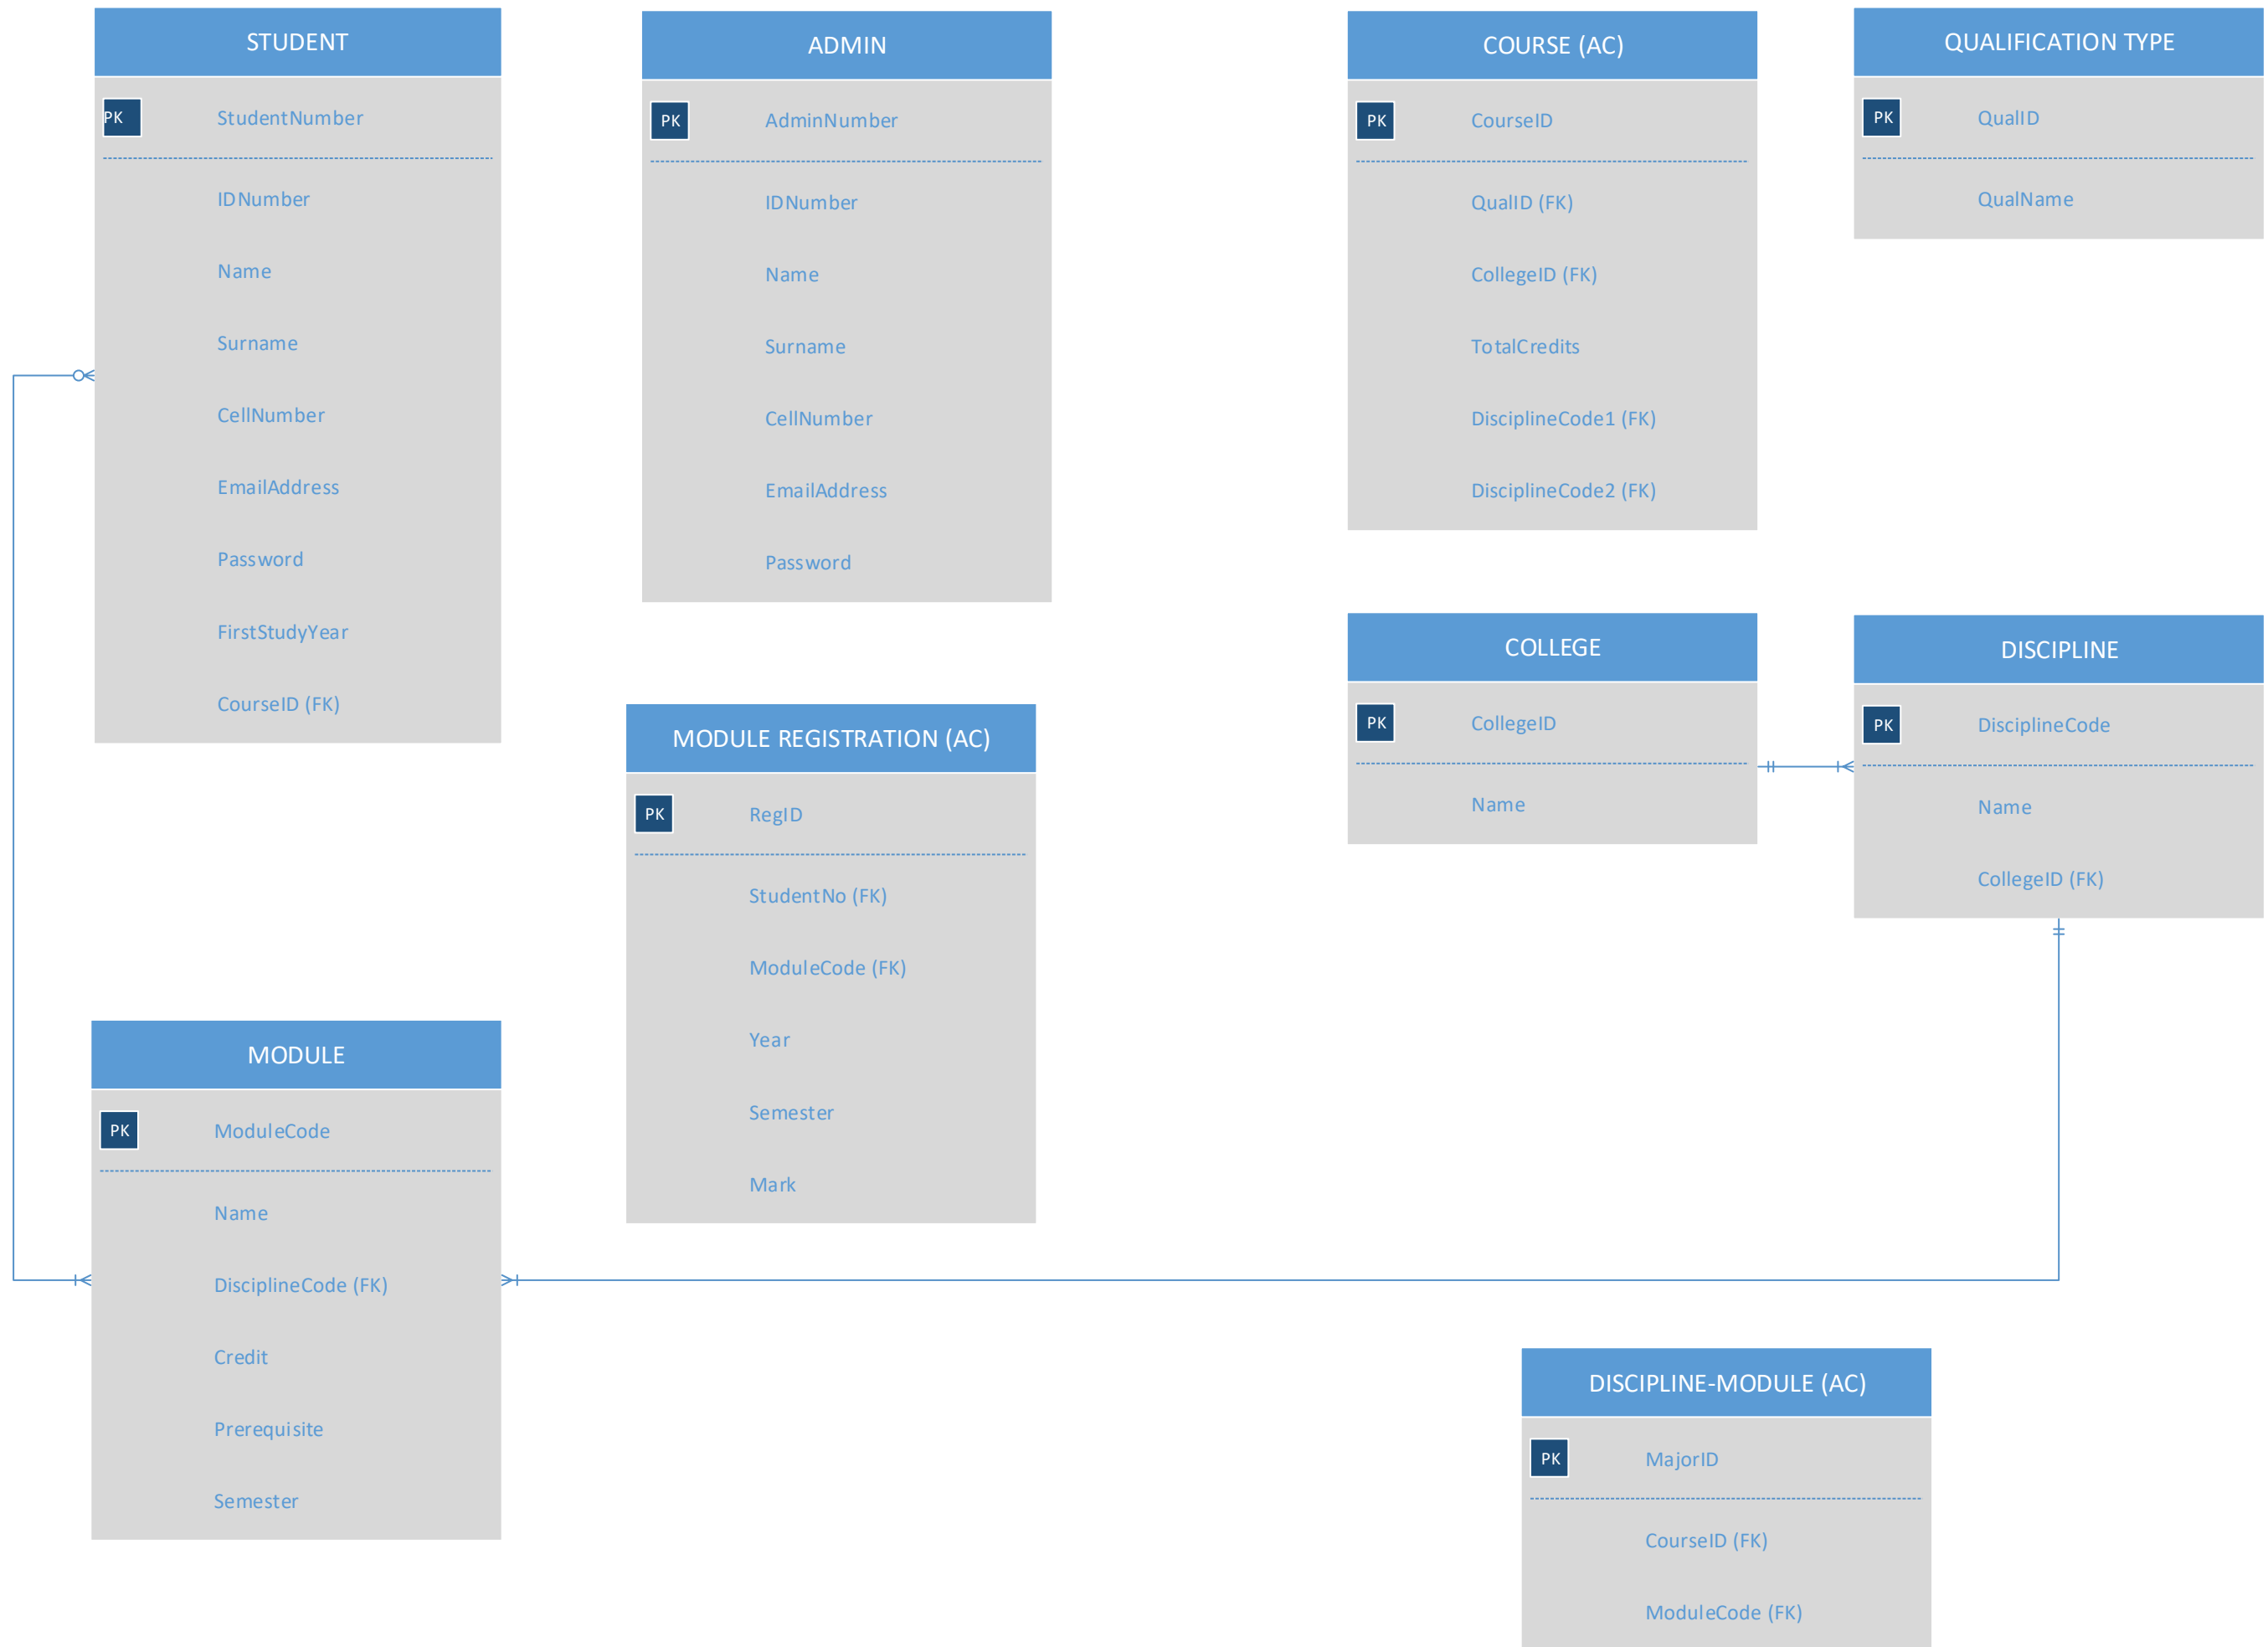 STUDENT
PK StudentNumber
IDNumber
Name
Surname
CellNumber
EmailAddress
Password
FirstStudyYear
CourseID (FK)
ADMIN
PK AdminNumber
IDNumber
Name
Surname
CellNumber
EmailAddress
Password
COURSE (AC)
PK CourseID
QualID (FK)
CollegeID (FK)
TotalCredits
DisciplineCode1 (FK)
DisciplineCode2 (FK)
QUALIFICATION TYPE
PK QualID
QualName
COLLEGE
PK CollegeID
Name
DISCIPLINE
PK DisciplineCode
Name
CollegeID (FK)
MODULE REGISTRATION (AC)
PK RegID
StudentNo (FK)
ModuleCode (FK)
Year
Semester
Mark
MODULE
PK ModuleCode
Name
DisciplineCode (FK)
Credit
Prerequisite
Semester
DISCIPLINE-MODULE (AC)
PK MajorID
CourseID (FK)
ModuleCode (FK)